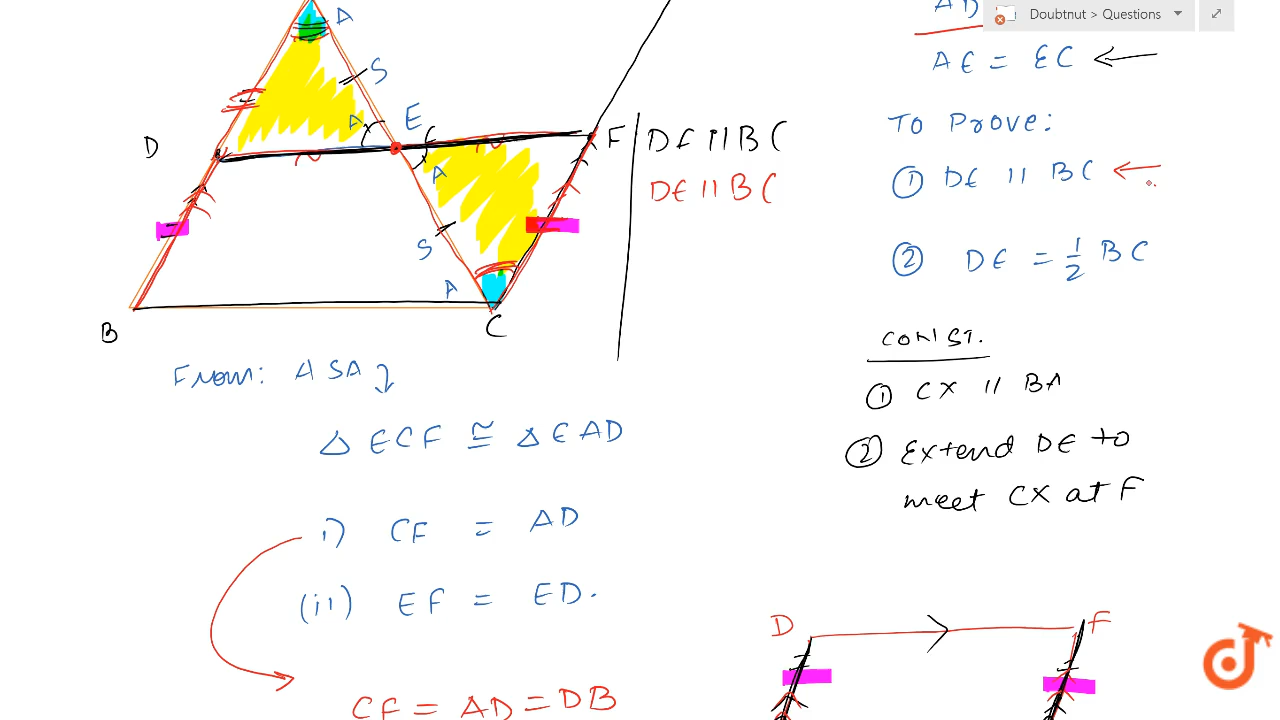 AD
Doubtnut > Questions
AE = EC
A
S
A
E
D
F
A
S
A
B
C
DF || BC
DE || BC
To Prove:
① DE || BC
② DE = 1/2 BC
CONST.
① CX || BA
② Extend DE to
meet CX at F
From: ASA
Δ ECF ≅ Δ EAD
i) CF = AD
(ii) EF = ED.
CF = AD = DB
D
F